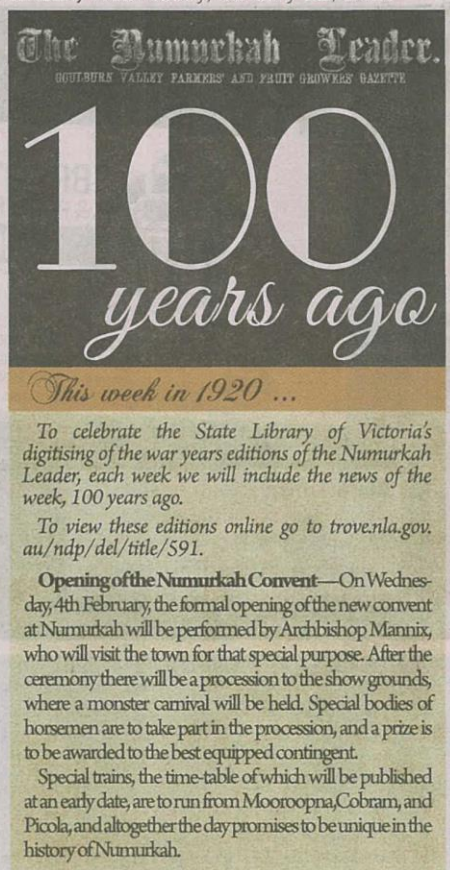 The Numurkah Leader.
GOULBURN VALLEY FARMERS' AND FRUIT GROWERS' GAZETTE
100
years ago
This week in 1920 ...
To celebrate the State Library of Victoria's
digitising of the war years editions of the Numurkah
Leader, each week we will include the news of the
week, 100 years ago.
To view these editions online go to trove.nla.gov.
au/ndp/del/title/591.
Opening of the Numurkah Convent—On Wednes-
day, 4th February, the formal opening of the new convent
at Numurkah will be performed by Archbishop Mannix,
who will visit the town for that special purpose. After the
ceremony there will be a procession to the show grounds,
where a monster carnival will be held. Special bodies of
horsemen are to take part in the procession, and a prize is
to be awarded to the best equipped contingent.
Special trains, the time-table of which will be published
at an early date, are to run from Mooroopna,Cobram, and
Picola, and altogether the day promises to be unique in the
history of Numurkah.